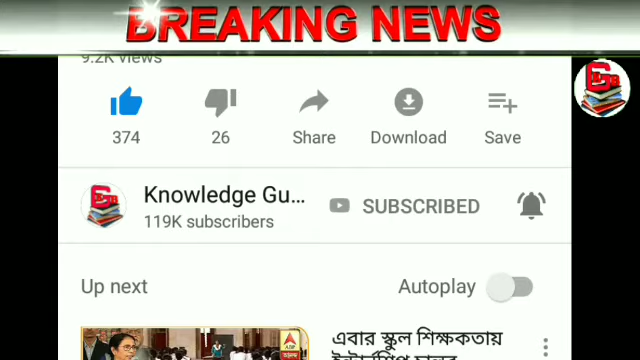 BREAKING NEWS
9.2K views
374
26
Share
Download
Save
Knowledge Gu...
119K subscribers
SUBSCRIBED
Up next
Autoplay
এবার স্কুল শিক্ষকতায়